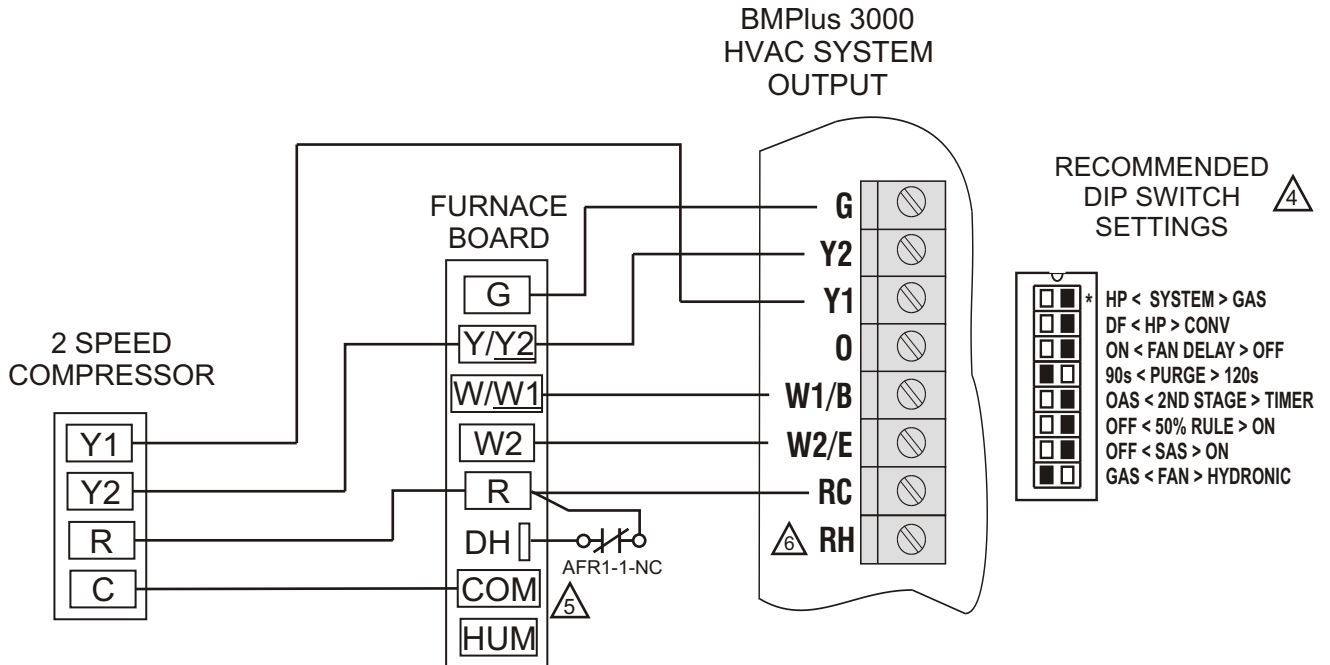 BMPlus 3000
HVAC SYSTEM
OUTPUT
RECOMMENDED
DIP SWITCH
SETTINGS
4
HP < SYSTEM > GAS
*
DF < HP > CONV
ON < FAN DELAY > OFF
90s < PURGE > 120s
OAS < 2ND STAGE > TIMER
OFF < 50% RULE > ON
OFF < SAS > ON
GAS < FAN > HYDRONIC
G
Y2
Y1
O
W1/B
W2/E
RC
6 RH
FURNACE
BOARD
G
Y/Y2
W/W1
W2
R
DH
AFR1-1-NC
COM
5
HUM
2 SPEED
COMPRESSOR
Y1
Y2
R
C